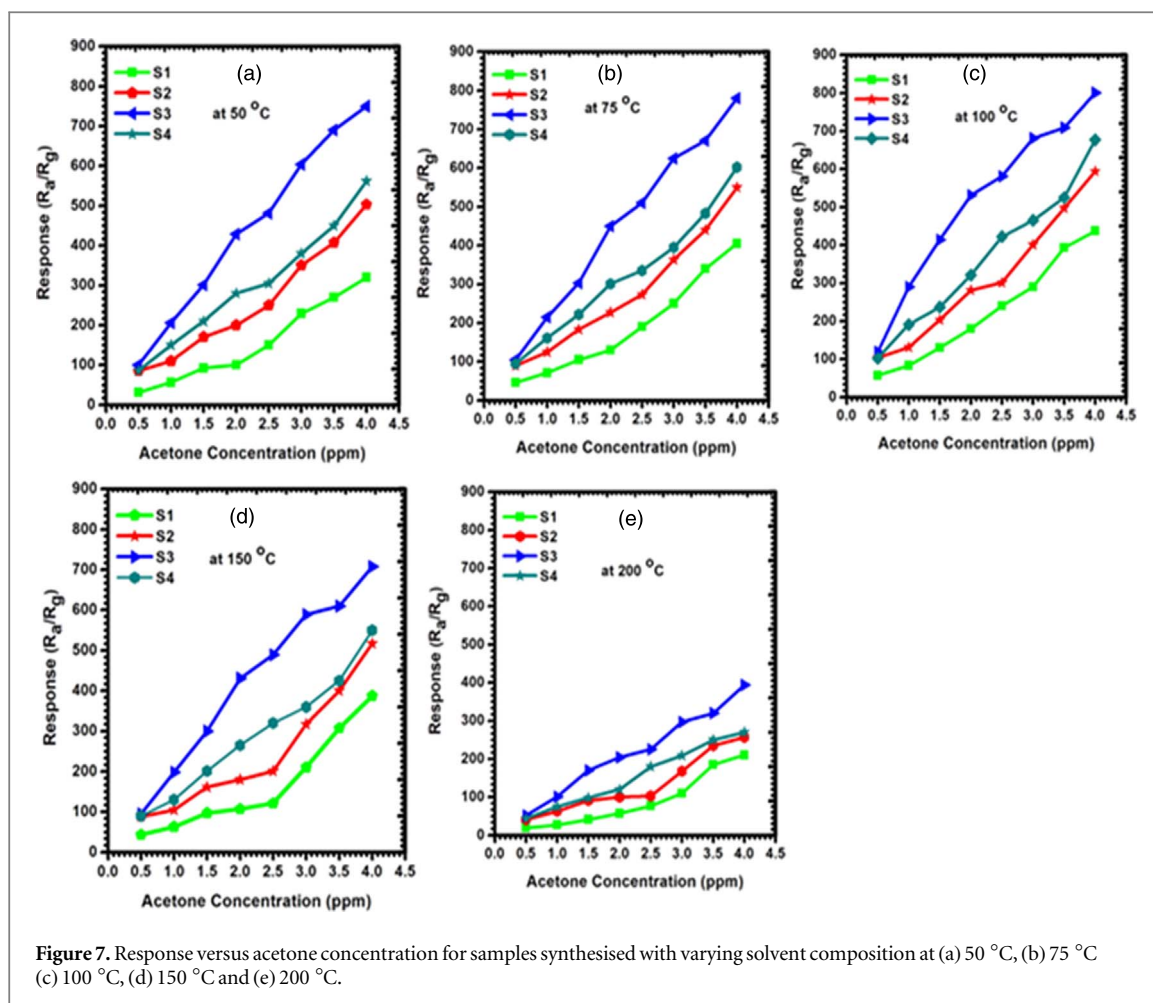 900
800
700
600
500
400
300
200
100
0
Response (Ra/Rg)
S1
S2
S3
S4
(a)
at 50 °C
0.0 0.5 1.0 1.5 2.0 2.5 3.0 3.5 4.0 4.5
Acetone Concentration (ppm)
900
800
700
600
500
400
300
200
100
0
Response (Ra/Rg)
S1
S2
S3
S4
(b)
at 75 °C
0.0 0.5 1.0 1.5 2.0 2.5 3.0 3.5 4.0 4.5
Acetone Concentration (ppm)
900
800
700
600
500
400
300
200
100
0
Response (Ra/Rg)
S1
S2
S3
S4
(c)
at 100 °C
0.0 0.5 1.0 1.5 2.0 2.5 3.0 3.5 4.0 4.5
Acetone Concentration (ppm)
900
800
700
600
500
400
300
200
100
0
Response (Ra/Rg)
S1
S2
S3
S4
(d)
at 150 °C
0.0 0.5 1.0 1.5 2.0 2.5 3.0 3.5 4.0 4.5
Acetone Concentration (ppm)
900
800
700
600
500
400
300
200
100
0
Response (Ra/Rg)
S1
S2
S3
S4
(e)
at 200 °C
0.0 0.5 1.0 1.5 2.0 2.5 3.0 3.5 4.0 4.5
Acetone Concentration (ppm)
Figure 7. Response versus acetone concentration for samples synthesised with varying solvent composition at (a) 50 °C, (b) 75 °C
(c) 100 °C, (d) 150 °C and (e) 200 °C.